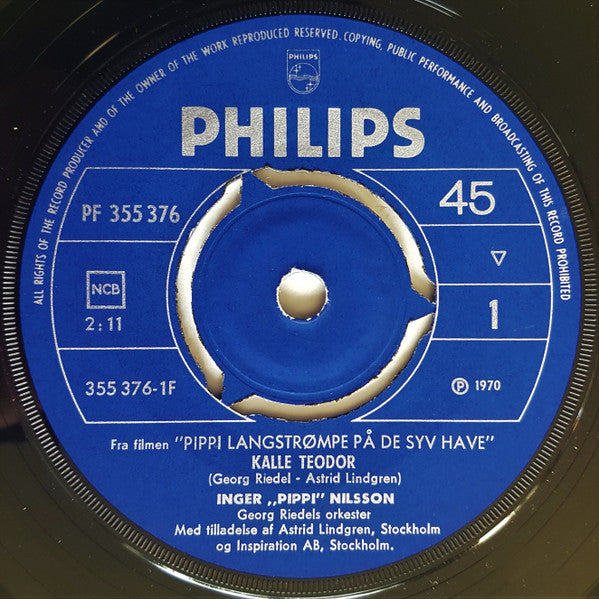 ALL RIGHTS OF THE RECORD PRODUCER AND OF THE OWNER OF THE WORK REPRODUCED RESERVED. COPYING, PUBLIC PERFORMANCE AND BROADCASTING OF THIS RECORD PROHIBITED
PHILIPS
PHILIPS
PF 355 376
45
NCB
▽
2:11
1
355 376-1F
Ⓟ 1970
Fra filmen "PIPPI LANGSTRØMPE PÅ DE SYV HAVE"
KALLE TEODOR
(Georg Riedel - Astrid Lindgren)
INGER „PIPPI" NILSSON
Georg Riedels orkester
Med tilladelse af Astrid Lindgren, Stockholm
og Inspiration AB, Stockholm.